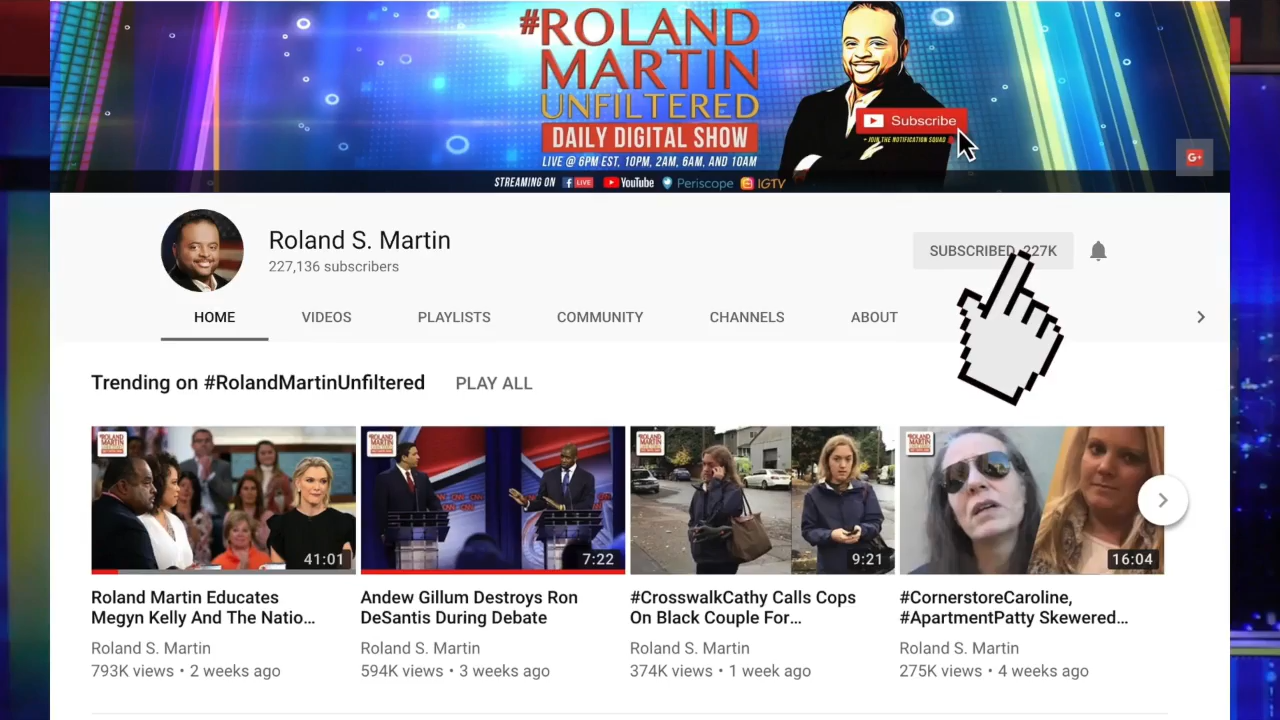 #ROLAND
MARTIN
UNFILTERED
DAILY DIGITAL SHOW
LIVE @ 6PM EST, 10PM, 2AM, 6AM, AND 10AM
Subscribe
+ JOIN THE NOTIFICATION SQUAD
G+
STREAMING ON f LIVE YouTube Periscope IGTV
Roland S. Martin
227,136 subscribers
SUBSCRIBED 227K
HOME VIDEOS PLAYLISTS COMMUNITY CHANNELS ABOUT
Trending on #RolandMartinUnfiltered PLAY ALL
41:01 7:22 9:21 16:04
Roland Martin Educates
Megyn Kelly And The Natio...
Roland S. Martin
793K views • 2 weeks ago
Andew Gillum Destroys Ron
DeSantis During Debate
Roland S. Martin
594K views • 3 weeks ago
#CrosswalkCathy Calls Cops
On Black Couple For...
Roland S. Martin
374K views • 1 week ago
#CornerstoreCaroline,
#ApartmentPatty Skewered...
Roland S. Martin
275K views • 4 weeks ago